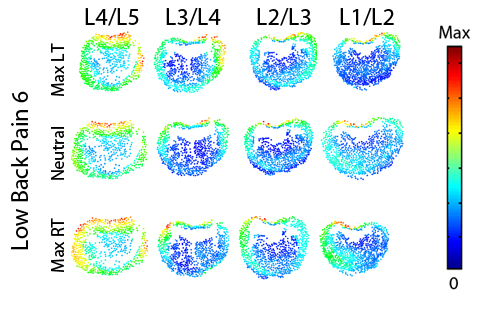 L4/L5 L3/L4 L2/L3 L1/L2
Max
Low Back Pain 6
Max LT
Neutral
Max RT
0